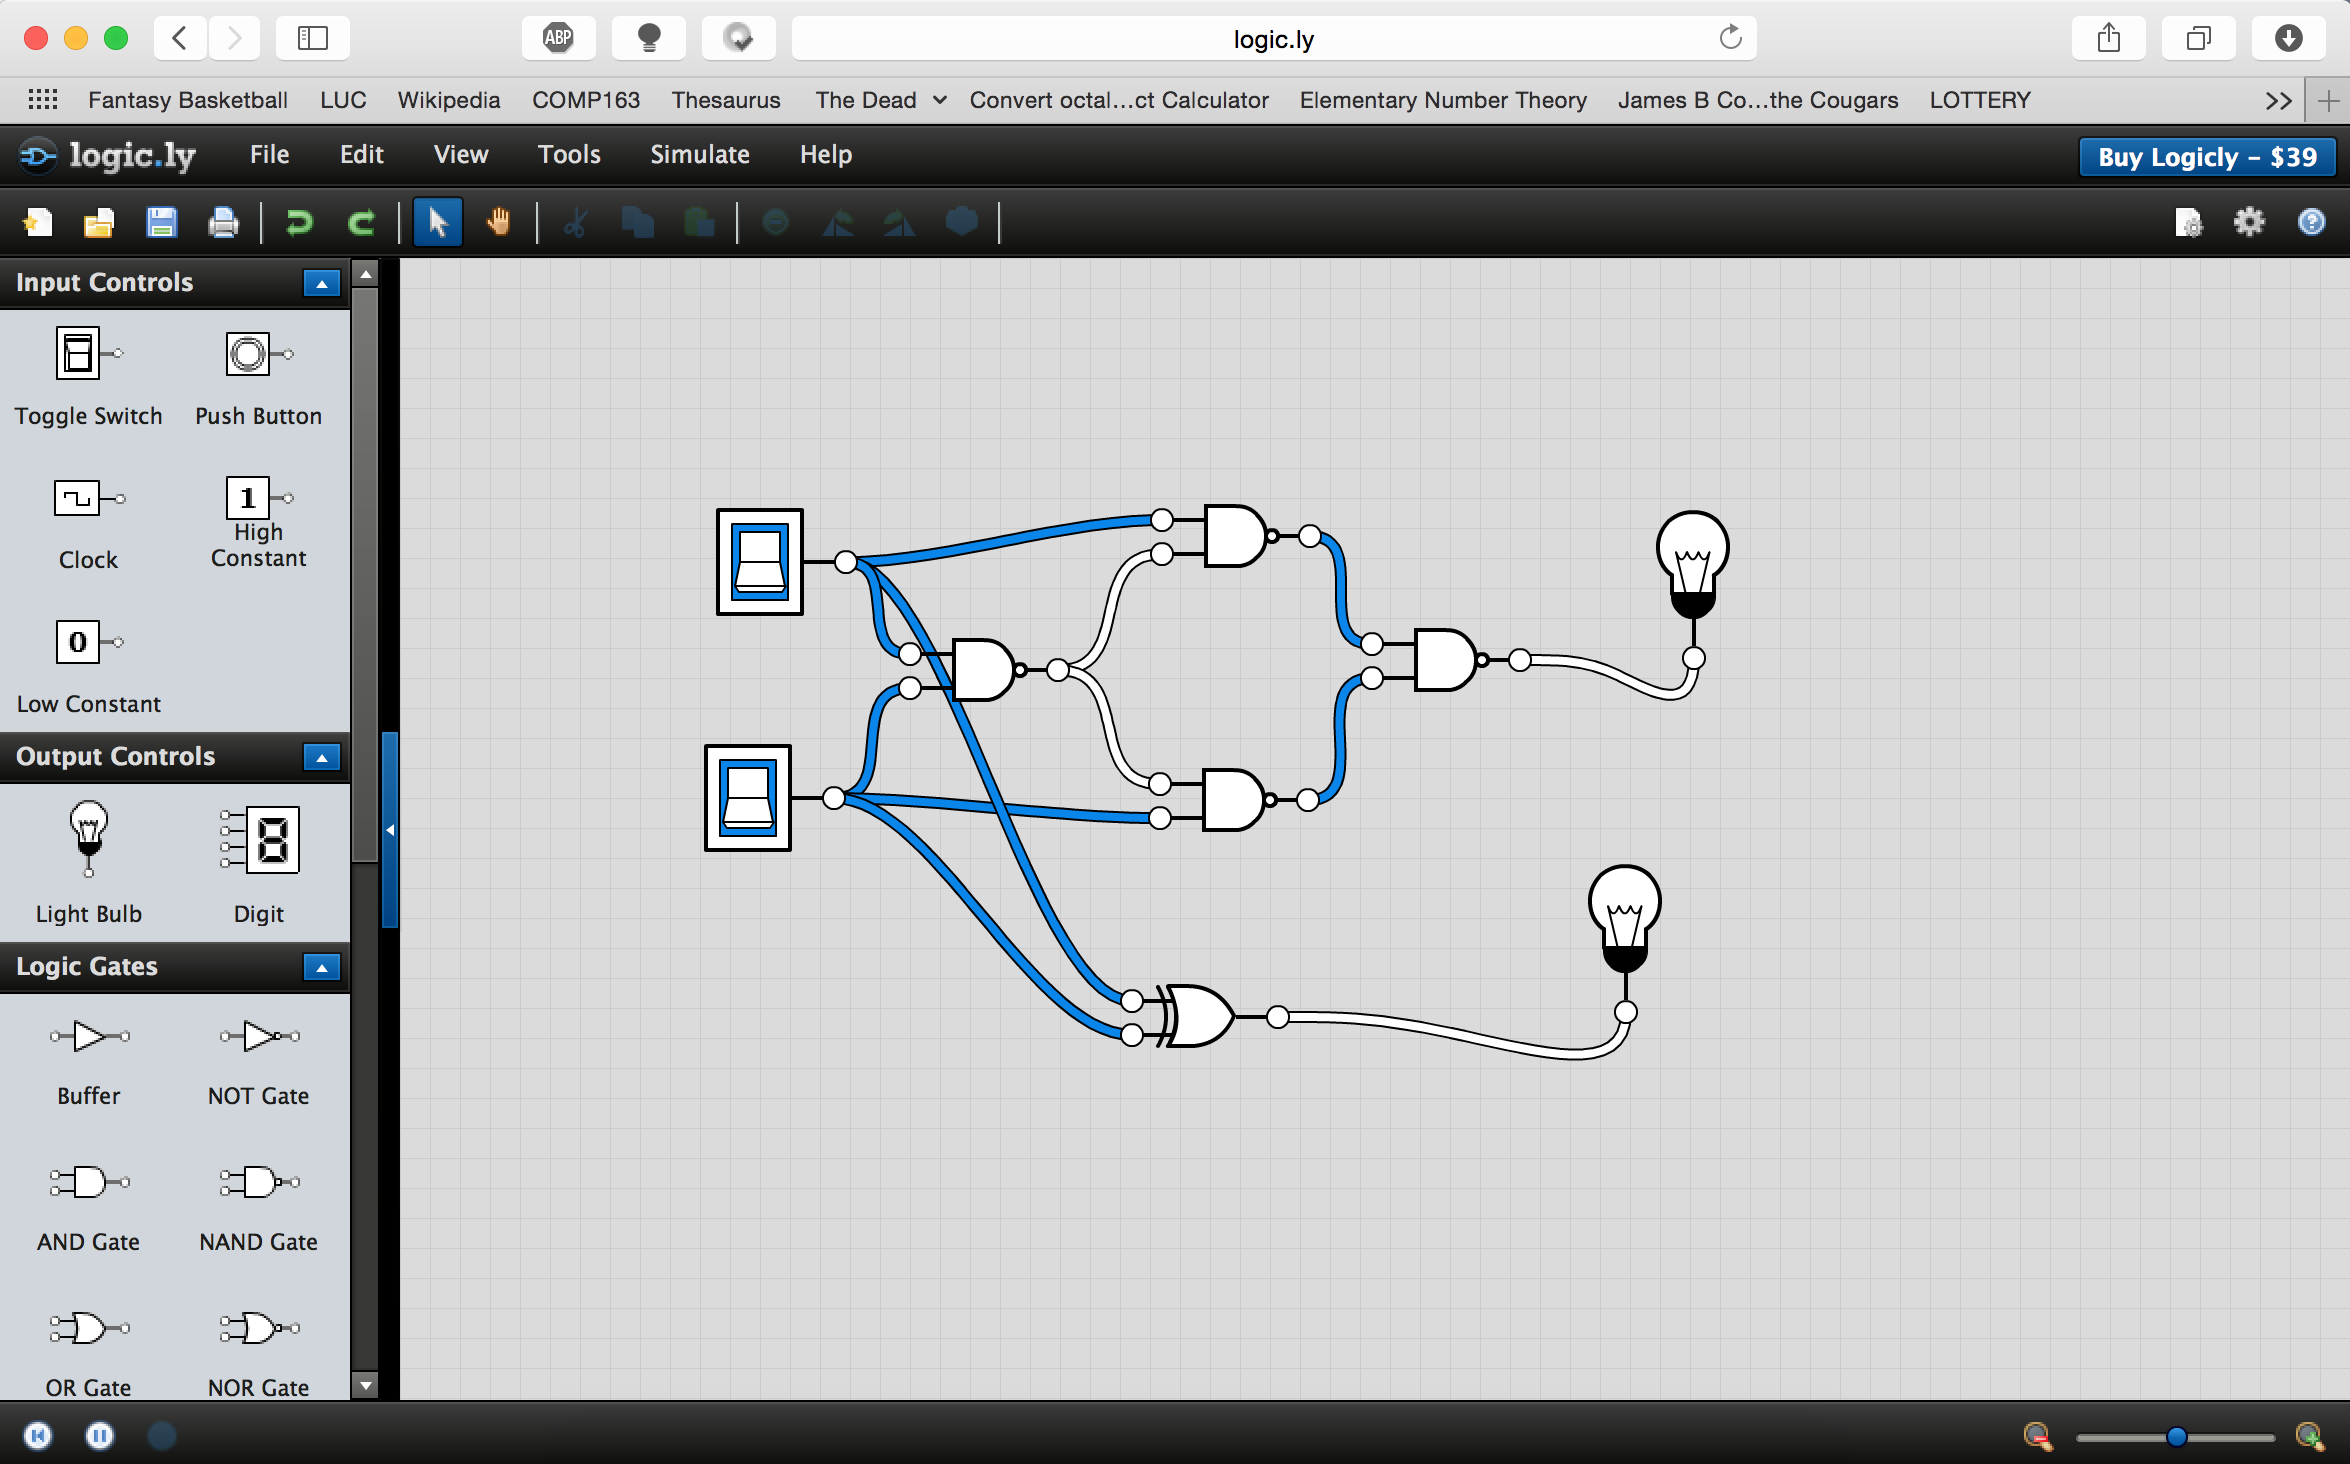 ABP
logic.ly
Fantasy Basketball LUC Wikipedia COMP163 Thesaurus The Dead Convert octal...ct Calculator Elementary Number Theory James B Co...the Cougars LOTTERY
logic.ly File Edit View Tools Simulate Help Buy Logicly – $39
Input Controls
Toggle Switch Push Button
1
Clock High Constant
0
Low Constant
Output Controls
8
Light Bulb Digit
Logic Gates
Buffer NOT Gate
AND Gate NAND Gate
OR Gate NOR Gate